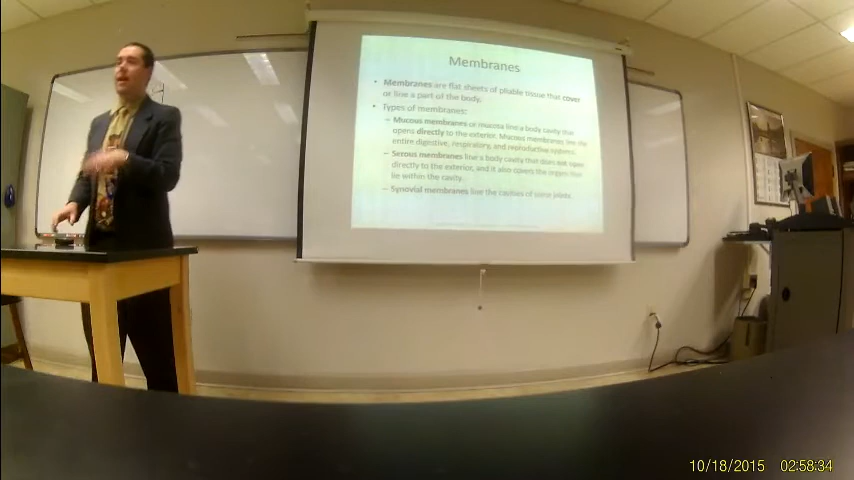 Membranes
• Membranes are flat sheets of pliable tissue that cover
or line a part of the body.
• Types of membranes:
– Mucous membranes or mucosa line a body cavity that
opens directly to the exterior. Mucous membranes line the
entire digestive, respiratory, and reproductive systems.
– Serous membranes line a body cavity that does not open
directly to the exterior, and it also covers the organs that
lie within the cavity.
– Synovial membranes line the cavities of some joints.
10/18/2015 02:58:34